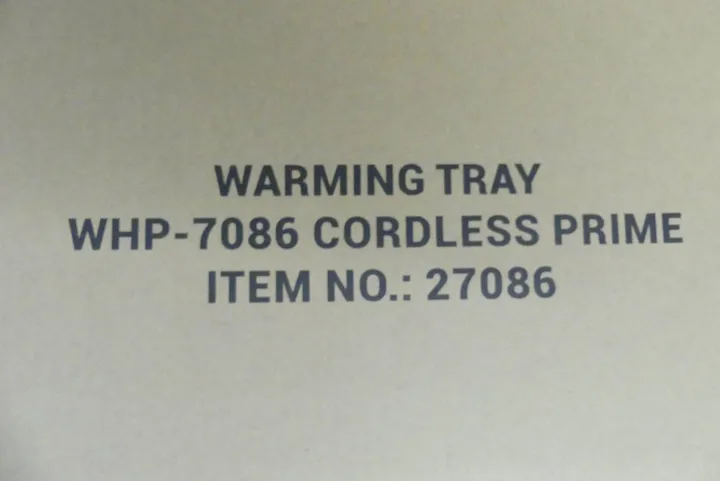 WARMING TRAY
WHP-7086 CORDLESS PRIME
ITEM NO.: 27086